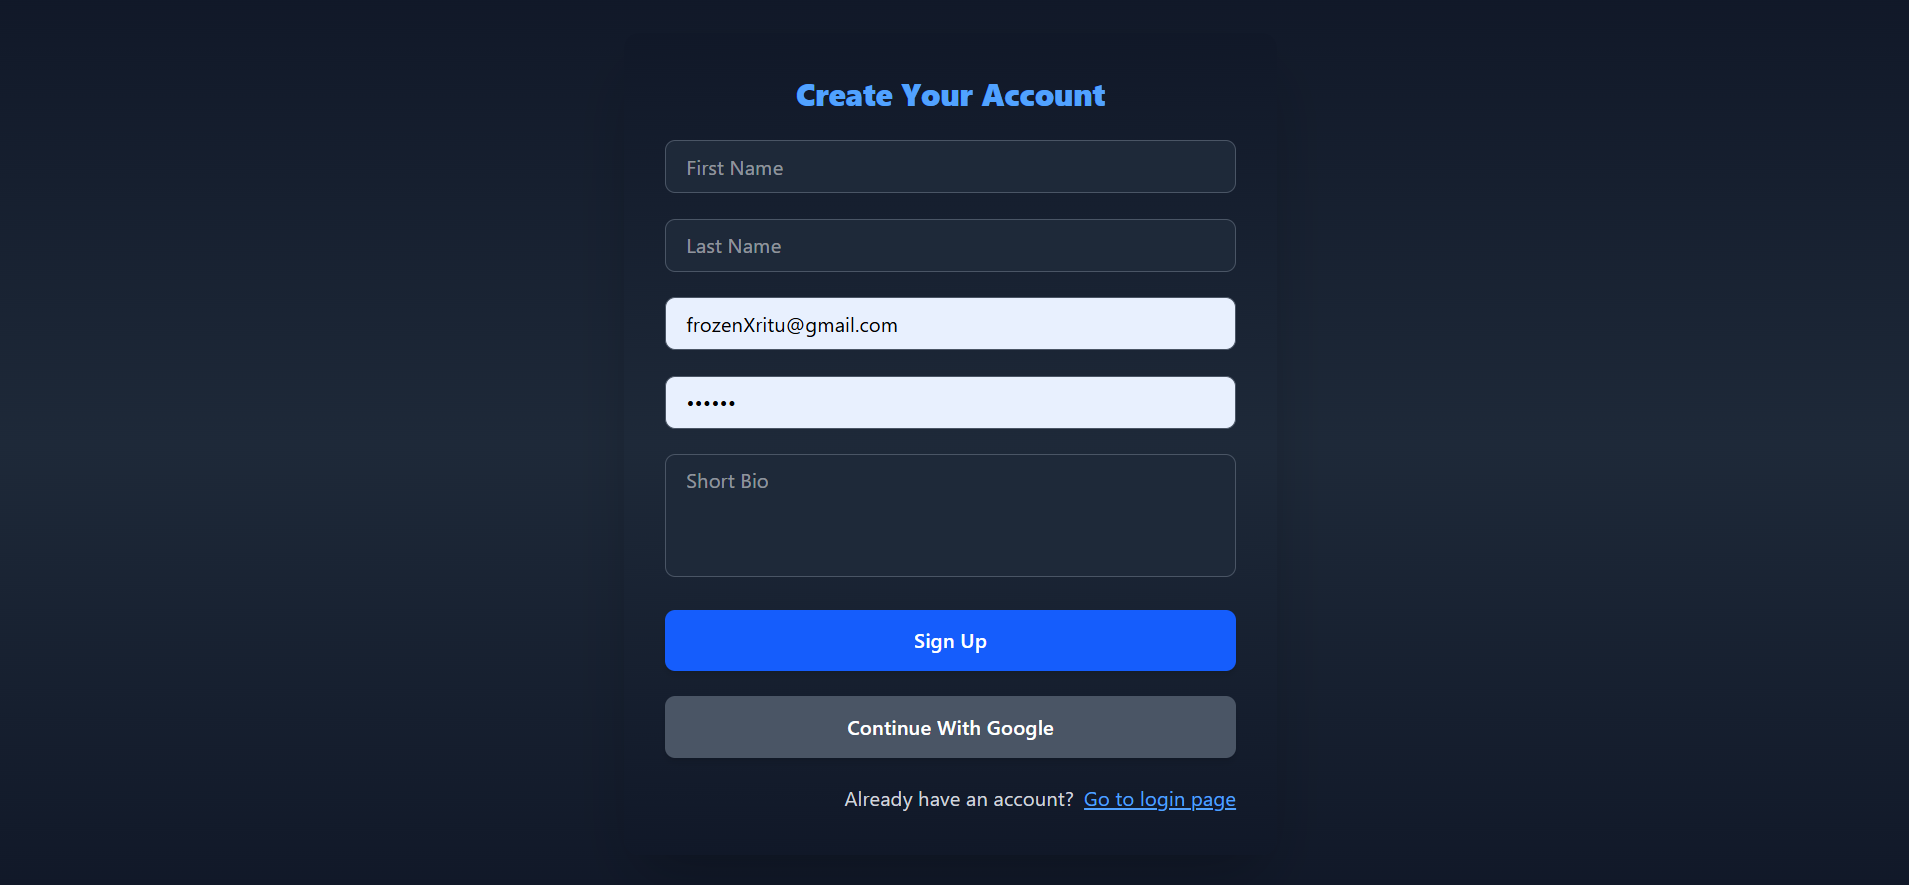 Create Your Account
First Name
Last Name
frozenXritu@gmail.com
••••••
Short Bio
Sign Up
Continue With Google
Already have an account? Go to login page